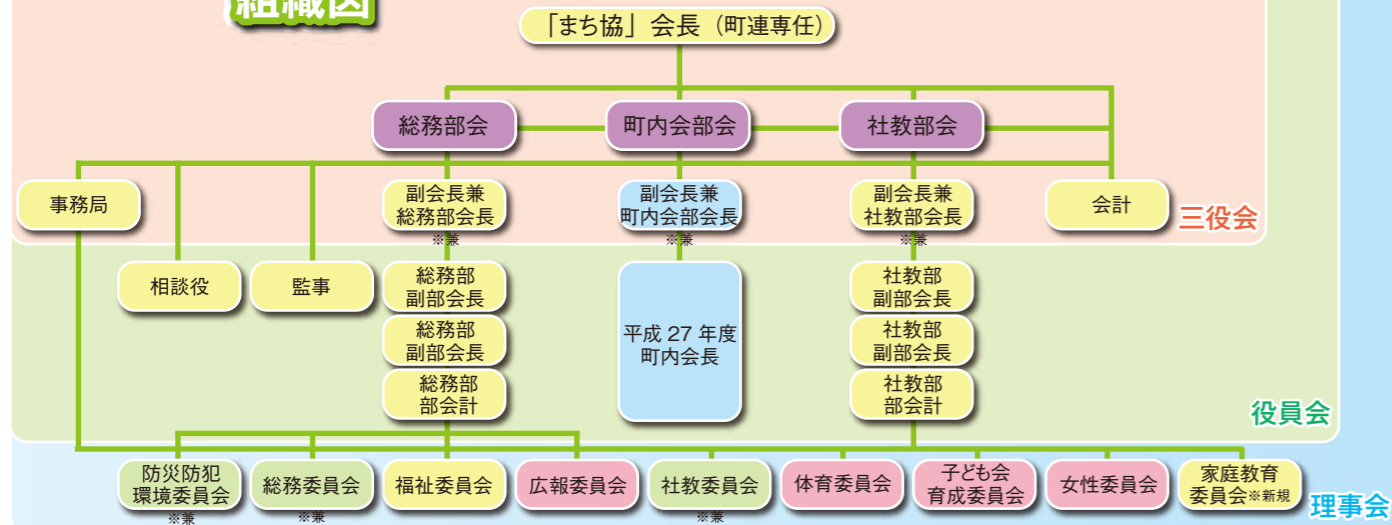 組織図
「まち協」会長（町連専任）
総務部会
町内会部会
社教部会
事務局
副会長兼
総務部会長
※兼
副会長兼
町内会部会長
※兼
副会長兼
社教部会長
※兼
会計
三役会
相談役
監事
総務部
副部会長
総務部
副部会長
総務部
部会計
平成 27 年度
町内会長
社教部
副部会長
社教部
副部会長
社教部
部会計
役員会
防災防犯
環境委員会
※兼
総務委員会
※兼
福祉委員会
広報委員会
社教委員会
※兼
体育委員会
子ども会
育成委員会
女性委員会
家庭教育
委員会※新規
理事会